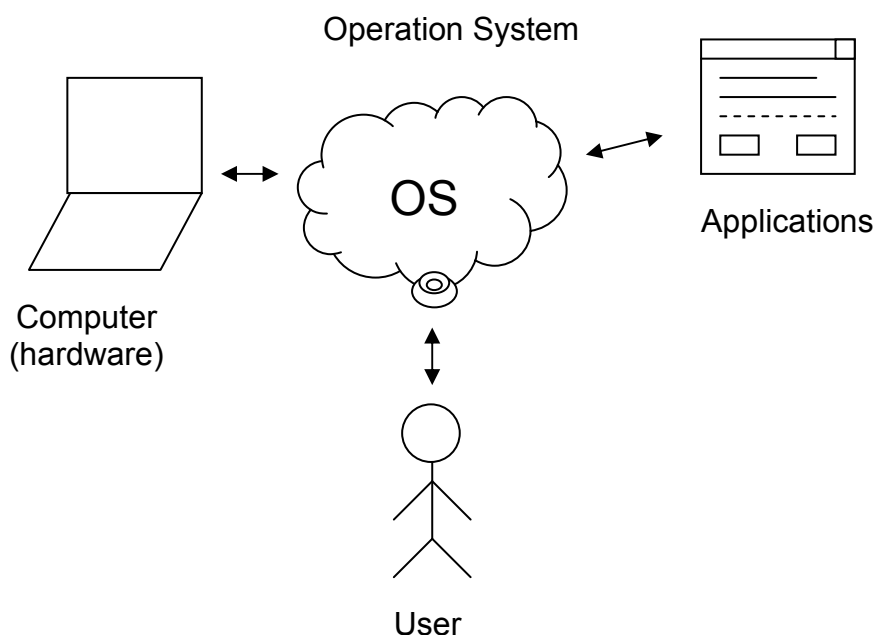 Operation System
OS
Applications
Computer
(hardware)
User